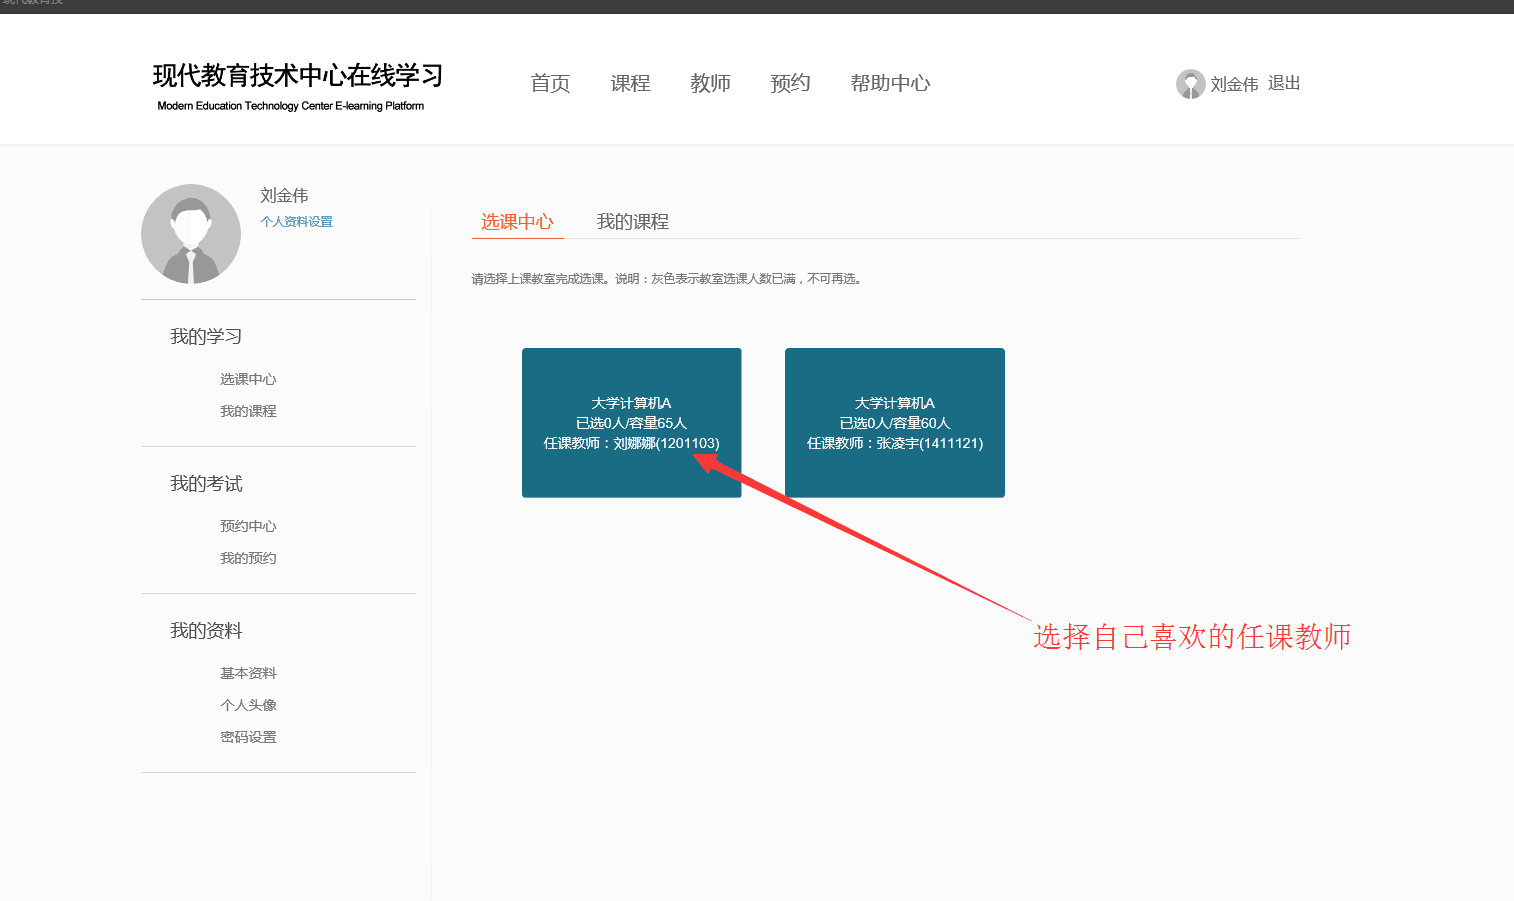 现代教育技术中心在线学习
Modern Education Technology Center E-learning Platform
首页 课程 教师 预约 帮助中心
刘金伟 退出
刘金伟
个人资料设置
我的学习
选课中心
我的课程
我的考试
预约中心
我的预约
我的资料
基本资料
个人头像
密码设置
选课中心 我的课程
请选择上课教室完成选课。说明：灰色表示教室选课人数已满，不可再选。
大学计算机A
已选0人/容量65人
任课教师：刘娜娜(1201103)
大学计算机A
已选0人/容量60人
任课教师：张凌宇(1411121)
选择自己喜欢的任课教师